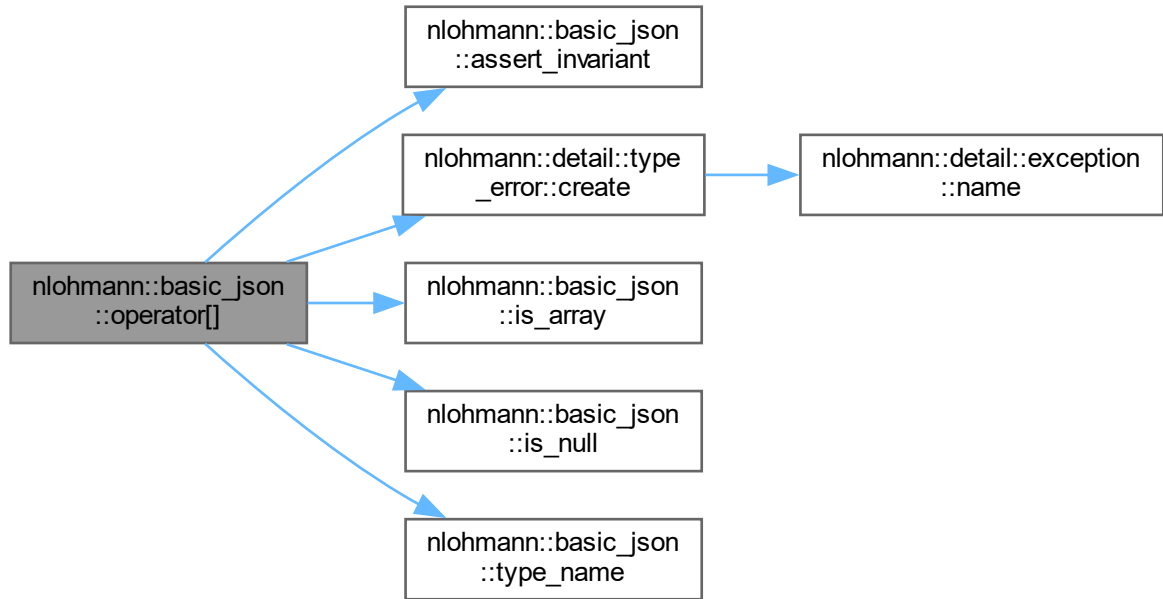 nlohmann::basic_json
::assert_invariant
nlohmann::detail::type
_error::create
nlohmann::detail::exception
::name
nlohmann::basic_json
::operator[]
nlohmann::basic_json
::is_array
nlohmann::basic_json
::is_null
nlohmann::basic_json
::type_name